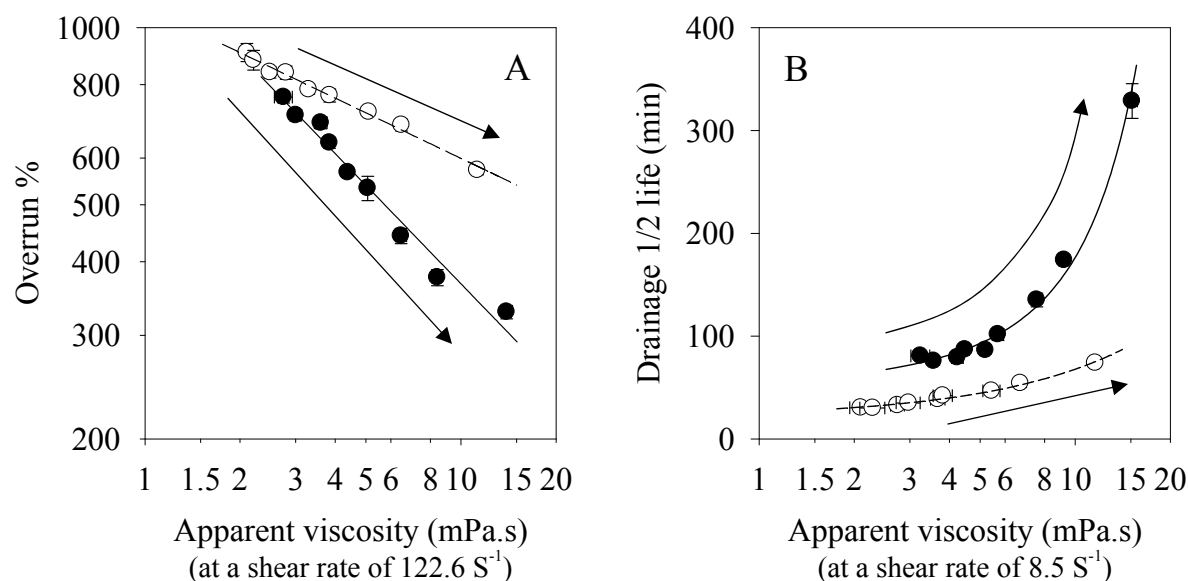 A
Overrun %
1000
800
600
500
400
300
200
1 1.5 2 3 4 5 6 8 10 15 20
Apparent viscosity (mPa.s)
(at a shear rate of 122.6 S⁻¹)
B
Drainage 1/2 life (min)
400
300
200
100
0
1 1.5 2 3 4 5 6 8 10 15 20
Apparent viscosity (mPa.s)
(at a shear rate of 8.5 S⁻¹)